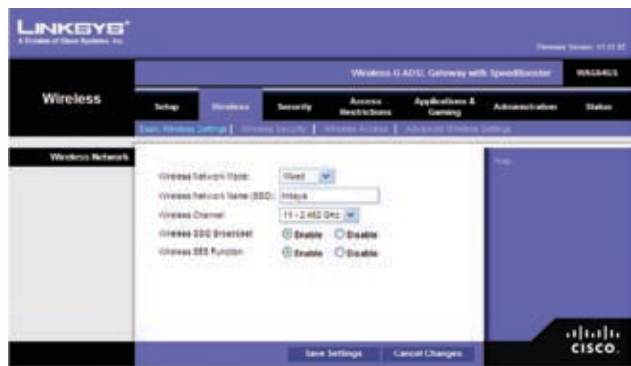 LINKSYS®
A Division of Cisco Systems, Inc.
Firmware Version:
Wireless-G ADSL Gateway with SpeedBooster
WAG54GS
Wireless
Setup
Wireless
Security
Access Restrictions
Applications & Gaming
Administration
Status
Basic Wireless Settings | Wireless Security | Wireless Access | Advanced Wireless Settings
Wireless Network
Wireless Network Mode: Mixed
Wireless Network Name (SSID): linksys
Wireless Channel: 11 - 2.462 GHz
Wireless SSID Broadcast: Enable Disable
Wireless SES Function: Enable Disable
Save Settings
Cancel Changes
CISCO.